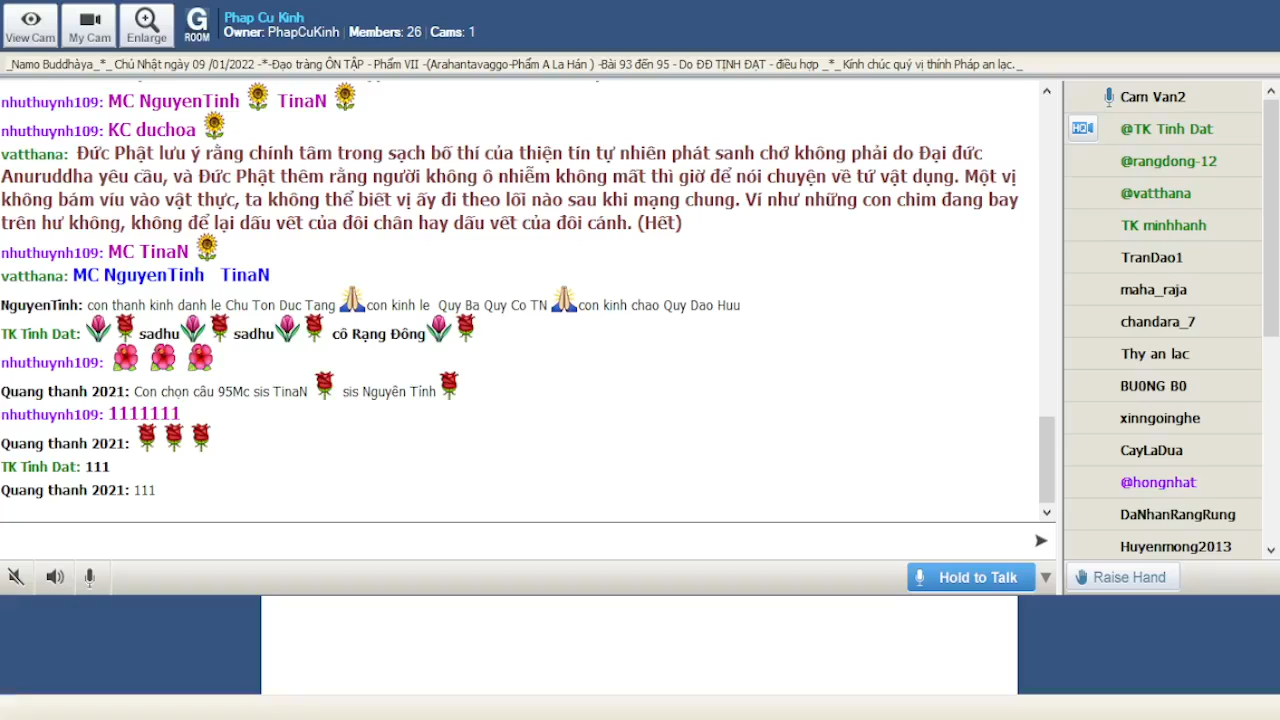 View Cam
My Cam
Enlarge
G
ROOM
Phap Cu Kinh
Owner: PhapCuKinh | Members: 26 | Cams: 1
_Namo Buddhàya_*_ Chủ Nhật ngày 09 /01/2022 -*-Đạo tràng ÔN TẬP - Phẩm VII -(Arahantavaggo-Phẩm A La Hán ) -Bài 93 đến 95 - Do ĐĐ TỊNH ĐẠT - điều hợp _*_ Kính chúc quý vị thính Pháp an lạc. _
nhuthuynh109: MC NguyenTinh TinaN
nhuthuynh109: KC duchoa
vatthana: Đức Phật lưu ý rằng chính tâm trong sạch bố thí của thiện tín tự nhiên phát sanh chớ không phải do Đại đức
Anuruddha yêu cầu, và Đức Phật thêm rằng người không ô nhiễm không mất thì giờ để nói chuyện về tứ vật dụng. Một vị
không bám víu vào vật thực, ta không thể biết vị ấy đi theo lối nào sau khi mạng chung. Ví như những con chim đang bay
trên hư không, không để lại dấu vết của đôi chân hay dấu vết của đôi cánh. (Hết)
nhuthuynh109: MC TinaN
vatthana: MC NguyenTinh TinaN
NguyenTinh: con thanh kinh danh le Chu Ton Duc Tang con kinh le Quy Ba Quy Co TN con kinh chao Quy Dao Huu
TK Tinh Dat: sadhu sadhu cô Rạng Đông
nhuthuynh109:
Quang thanh 2021: Con chọn câu 95Mc sis TinaN sis Nguyên Tính
nhuthuynh109: 1111111
Quang thanh 2021:
TK Tinh Dat: 111
Quang thanh 2021: 111
Hold to Talk
Cam Van2
HD
@TK Tinh Dat
@rangdong-12
@vatthana
TK minhhanh
TranDao1
maha_raja
chandara_7
Thy an lac
BU0NG B0
xinngoinghe
CayLaDua
@hongnhat
DaNhanRangRung
Huyenmong2013
Raise Hand